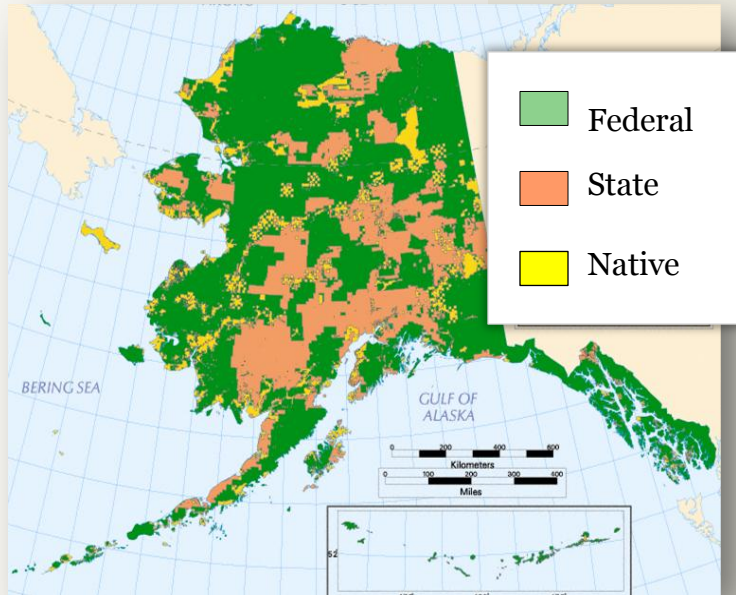 Federal
State
Native
BERING SEA
GULF OF
ALASKA
0 200 400 600
Kilometers
0 100 200 300 400
Miles
52